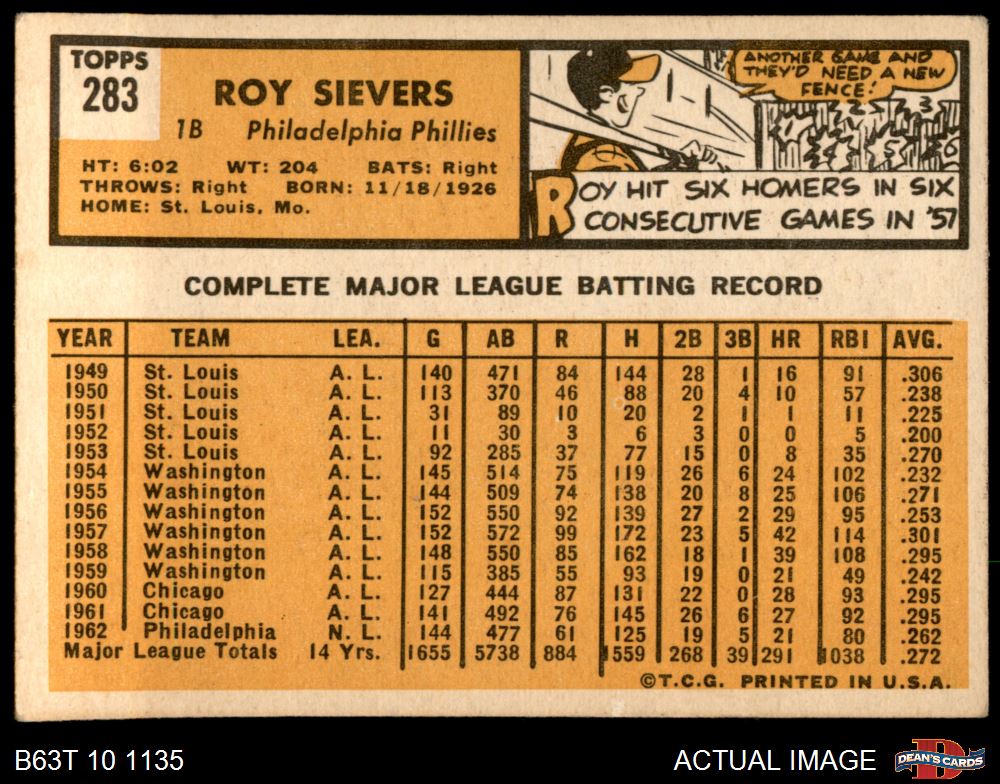 TOPPS
283
ROY SIEVERS
1B Philadelphia Phillies
HT: 6:02 WT: 204 BATS: Right
THROWS: Right BORN: 11/18/1926
HOME: St. Louis, Mo.
ANOTHER GAME AND
THEY'D NEED A NEW
FENCE!
1 2 3
4 5 6
ROY HIT SIX HOMERS IN SIX
CONSECUTIVE GAMES IN '57
COMPLETE MAJOR LEAGUE BATTING RECORD
YEAR TEAM LEA. G AB R H 2B 3B HR RBI AVG.
1949 St. Louis A. L. 140 471 84 144 28 1 16 91 .306
1950 St. Louis A. L. 113 370 46 88 20 4 10 57 .238
1951 St. Louis A. L. 31 89 10 20 2 1 1 11 .225
1952 St. Louis A. L. 11 30 3 6 3 0 0 5 .200
1953 St. Louis A. L. 92 285 37 77 15 0 8 35 .270
1954 Washington A. L. 145 514 75 119 26 6 24 102 .232
1955 Washington A. L. 144 509 74 138 20 8 25 106 .271
1956 Washington A. L. 152 550 92 139 27 2 29 95 .253
1957 Washington A. L. 152 572 99 172 23 5 42 114 .301
1958 Washington A. L. 148 550 85 162 18 1 39 108 .295
1959 Washington A. L. 115 385 55 93 19 0 21 49 .242
1960 Chicago A. L. 127 444 87 131 22 0 28 93 .295
1961 Chicago A. L. 141 492 76 145 26 6 27 92 .295
1962 Philadelphia N. L. 144 477 61 125 19 5 21 80 .262
Major League Totals 14 Yrs. 1655 5738 884 1559 268 39 291 1038 .272
©T.C.G. PRINTED IN U.S.A.
B63T 10 1135
ACTUAL IMAGE
DEAN'S CARDS